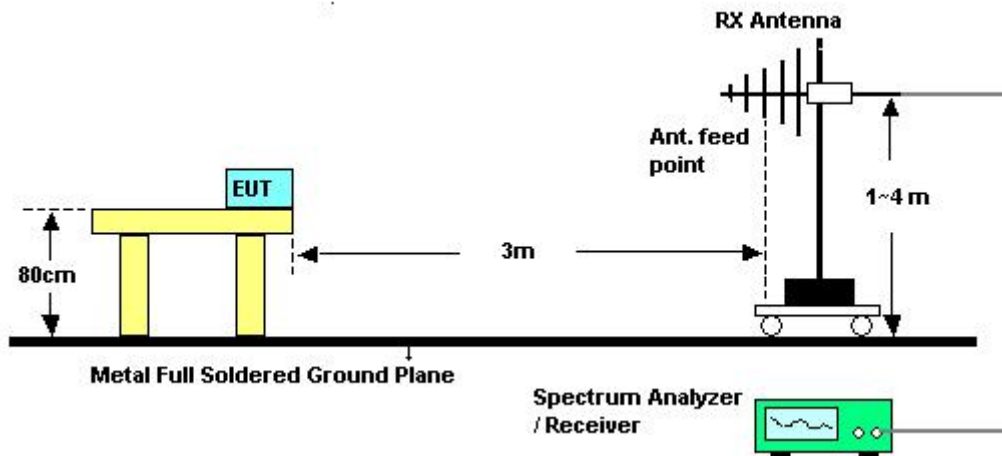 RX Antenna
Ant. feed
point
EUT
1~4 m
3m
80cm
Metal Full Soldered Ground Plane
Spectrum Analyzer
/ Receiver